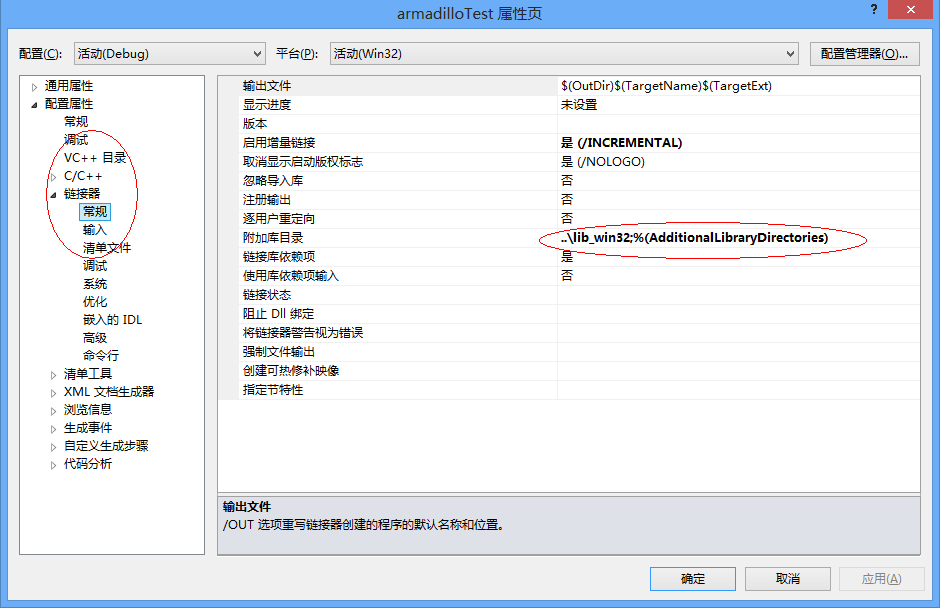 armadilloTest 属性页
? ×
配置(C): 活动(Debug) 平台(P): 活动(Win32) 配置管理器(O)...
通用属性
配置属性
常规
调试
VC++ 目录
C/C++
链接器
常规
输入
清单文件
调试
系统
优化
嵌入的 IDL
高级
命令行
清单工具
XML 文档生成器
浏览信息
生成事件
自定义生成步骤
代码分析
输出文件 $(OutDir)$(TargetName)$(TargetExt)
显示进度 未设置
版本
启用增量链接 是 (/INCREMENTAL)
取消显示启动版权标志 是 (/NOLOGO)
忽略导入库 否
注册输出 否
逐用户重定向 否
附加库目录 ..\lib_win32;%(AdditionalLibraryDirectories)
链接库依赖项 是
使用库依赖项输入 否
链接状态
阻止 Dll 绑定
将链接器警告视为错误
强制文件输出
创建可热修补映像
指定节特性
输出文件
/OUT 选项重写链接器创建的程序的默认名称和位置。
确定 取消 应用(A)